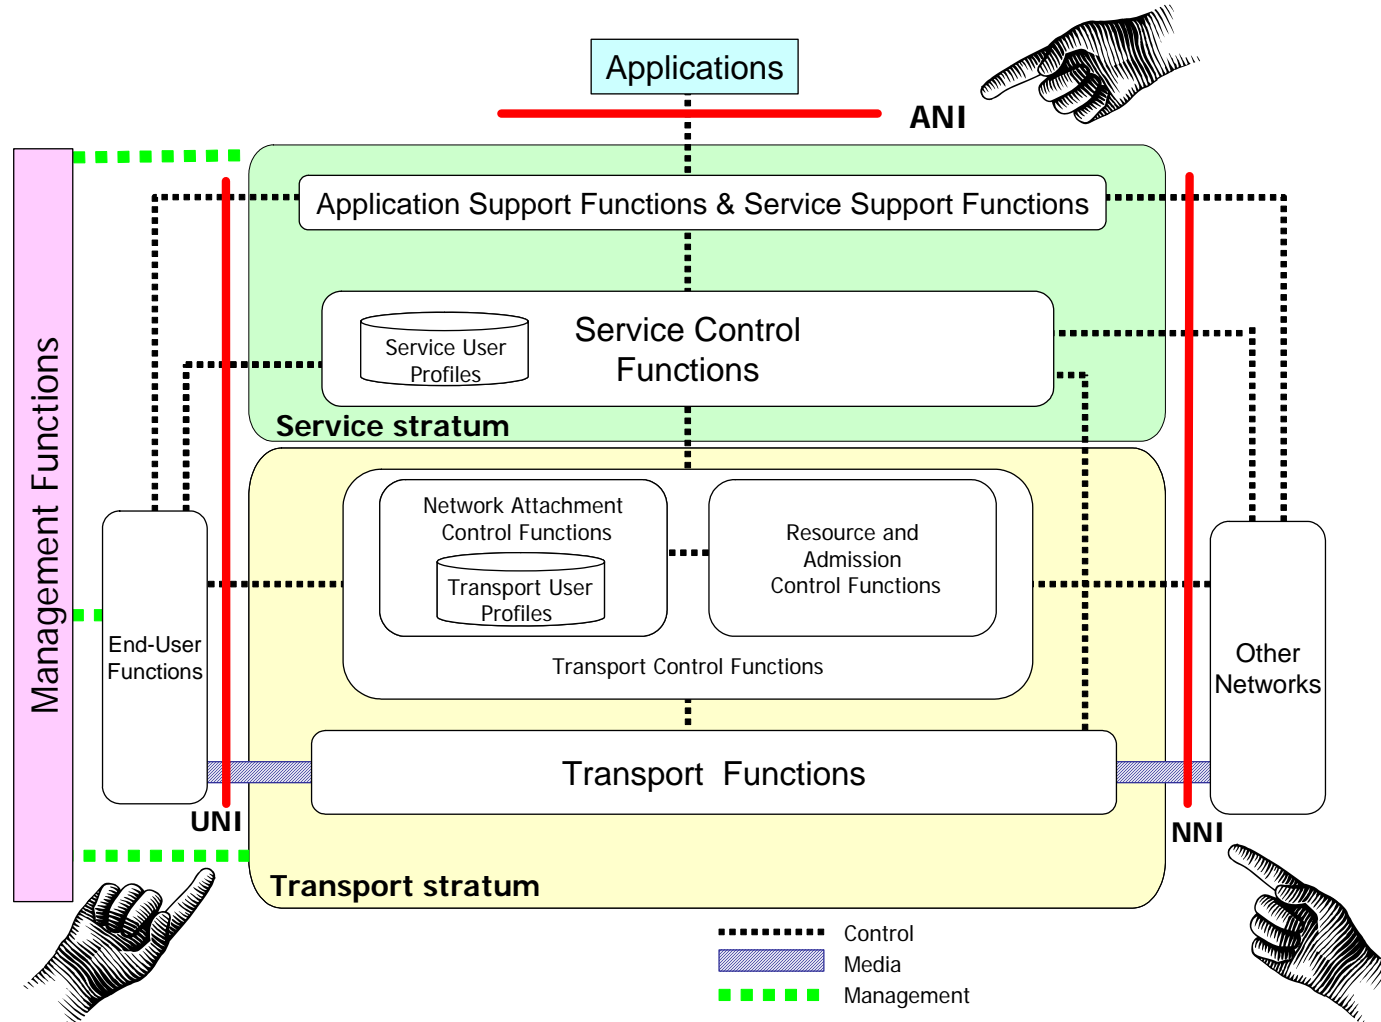 Applications
ANI
Application Support Functions & Service Support Functions
Service Control
Functions
Service User
Profiles
Service stratum
Management Functions
Network Attachment
Control Functions
Transport User
Profiles
Resource and
Admission
Control Functions
Transport Control Functions
End-User
Functions
Other
Networks
Transport Functions
UNI
NNI
Transport stratum
Control
Media
Management